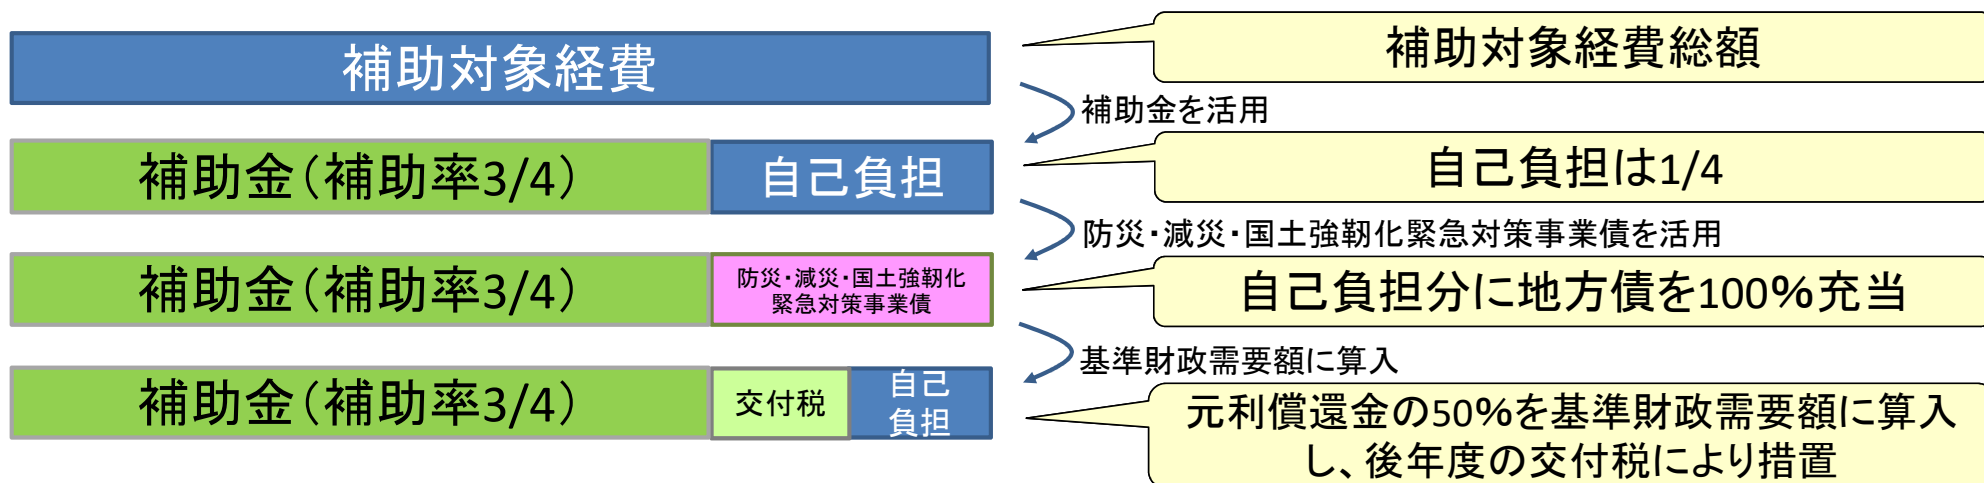 補助対象経費
補助対象経費総額
補助金を活用
補助金(補助率3/4)
自己負担
自己負担は1/4
防災・減災・国土強靭化緊急対策事業債を活用
補助金(補助率3/4)
防災・減災・国土強靭化
緊急対策事業債
自己負担分に地方債を100%充当
基準財政需要額に算入
補助金(補助率3/4)
交付税
自己
負担
元利償還金の50%を基準財政需要額に算入
し、後年度の交付税により措置